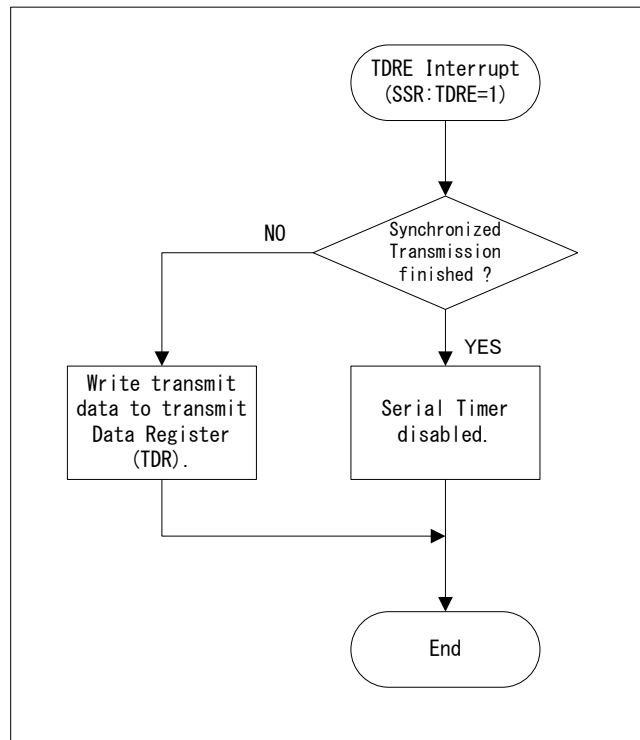 TDRE Interrupt
(SSR:TDRE=1)
Synchronized
Transmission
finished ?
NO
YES
Write transmit
data to transmit
Data Register
(TDR).
Serial Timer
disabled.
End